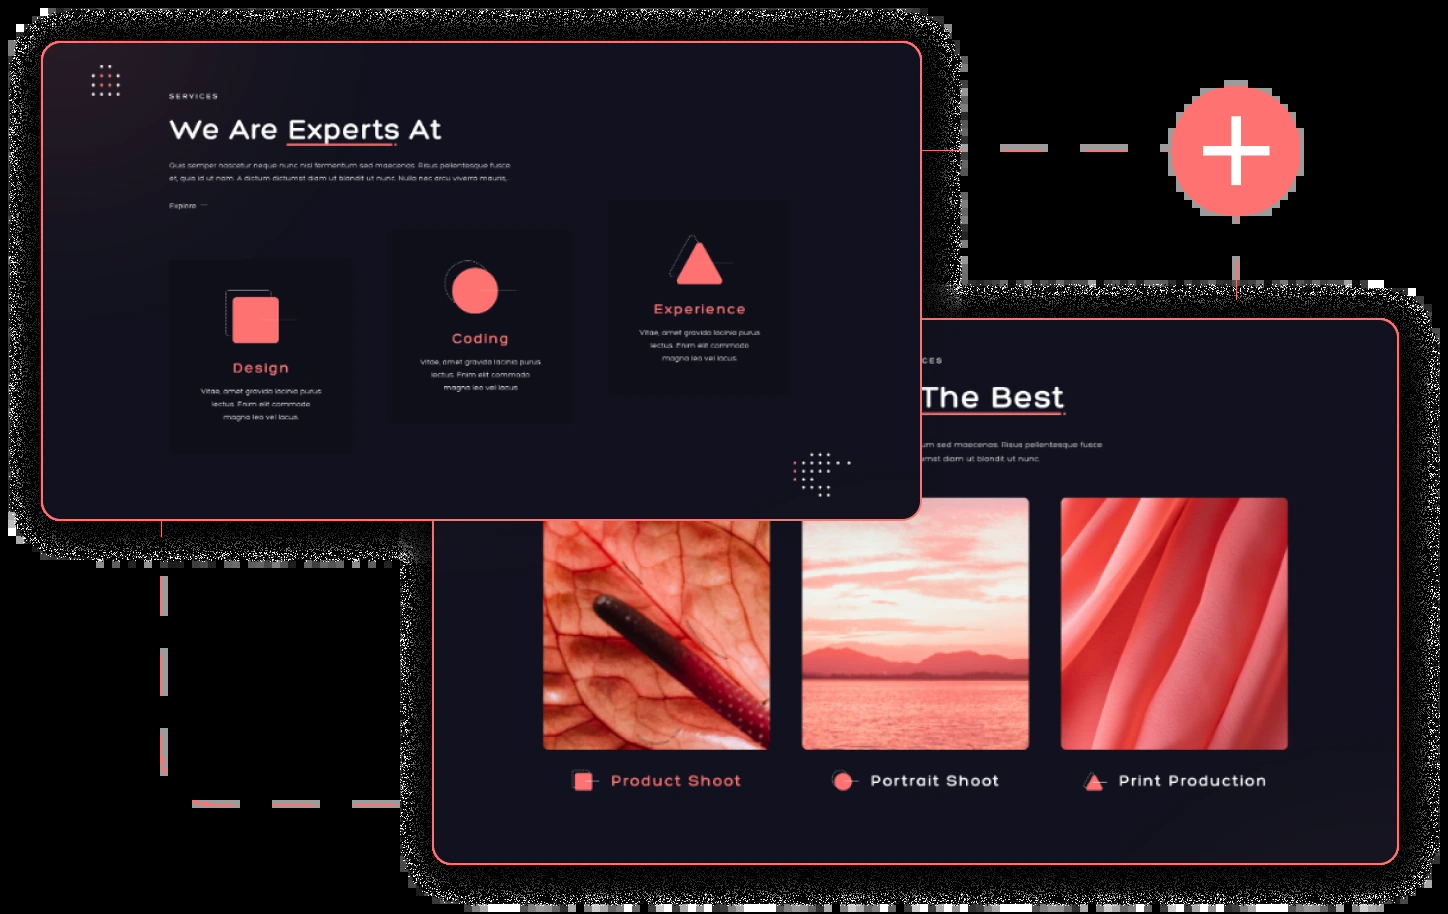 SERVICES
We Are Experts At
Quis semper nascetur neque nunc nisl fermentum sed maecenas. Risus pellentesque fusce
et, quis id ut nam. A dictum dictumst diam ut blandit ut nunc. Nulla nec arcu viverra mauris,
Explore
Design
Vitae, amet gravida lacinia purus
lectus. Enim elit commodo
magna leo vel lacus.
Coding
Vitae, amet gravida lacinia purus
lectus. Enim elit commodo
magna leo vel lacus
Experience
Vitae, amet gravida lacinia purus
lectus. Enim elit commodo
magna leo vel lacus.
CES
The Best
um sed maecenas. Risus pellentesque fusce
umst diam ut blandit ut nunc.
Product Shoot
Portrait Shoot
Print Production